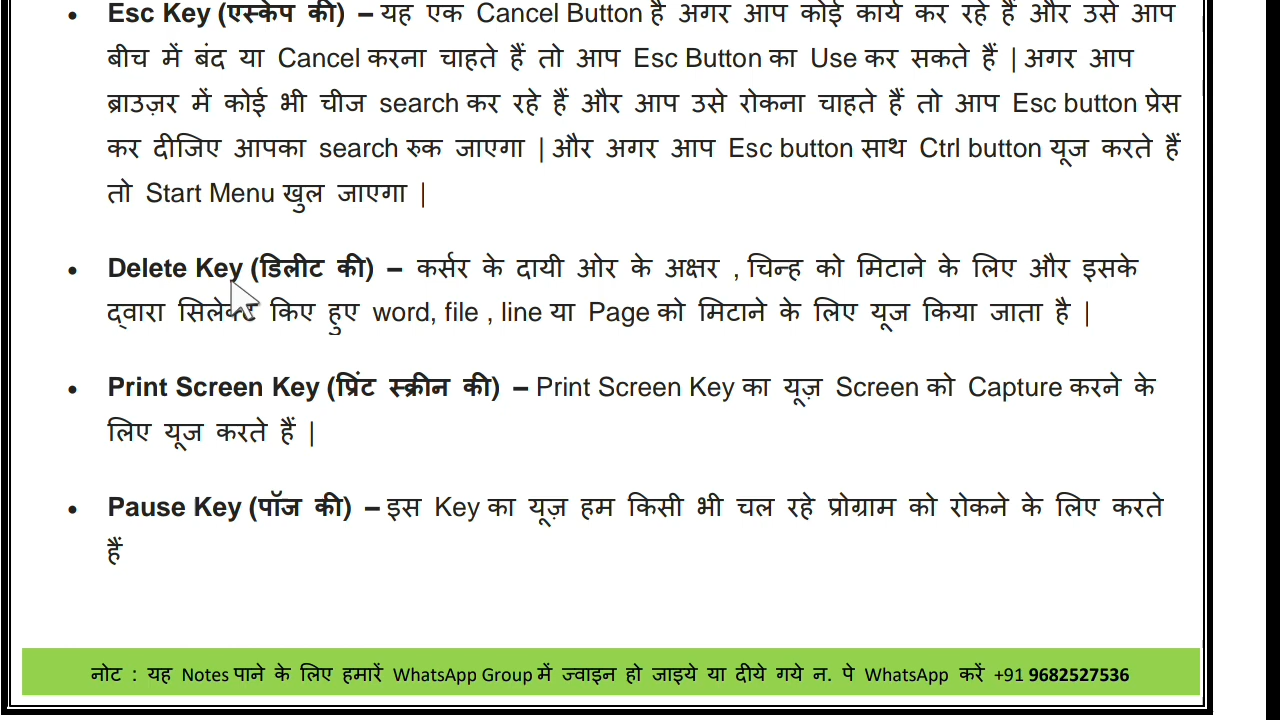 • Esc Key (एस्केप की) – यह एक Cancel Button है अगर आप कोई कार्य कर रहे हैं और उसे आप
बीच में बंद या Cancel करना चाहते हैं तो आप Esc Button का Use कर सकते हैं | अगर आप
ब्राउज़र में कोई भी चीज search कर रहे हैं और आप उसे रोकना चाहते हैं तो आप Esc button प्रेस
कर दीजिए आपका search रुक जाएगा | और अगर आप Esc button साथ Ctrl button यूज करते हैं
तो Start Menu खुल जाएगा |
• Delete Key (डिलीट की) – कर्सर के दायी ओर के अक्षर , चिन्ह को मिटाने के लिए और इसके
द्वारा सिलेक्ट किए हुए word, file , line या Page को मिटाने के लिए यूज किया जाता है |
• Print Screen Key (प्रिंट स्क्रीन की) – Print Screen Key का यूज़ Screen को Capture करने के
लिए यूज करते हैं |
• Pause Key (पॉज की) – इस Key का यूज़ हम किसी भी चल रहे प्रोग्राम को रोकने के लिए करते
हैं
नोट : यह Notes पाने के लिए हमारें WhatsApp Group में ज्वाइन हो जाइये या दीये गये न. पे WhatsApp करें +91 9682527536